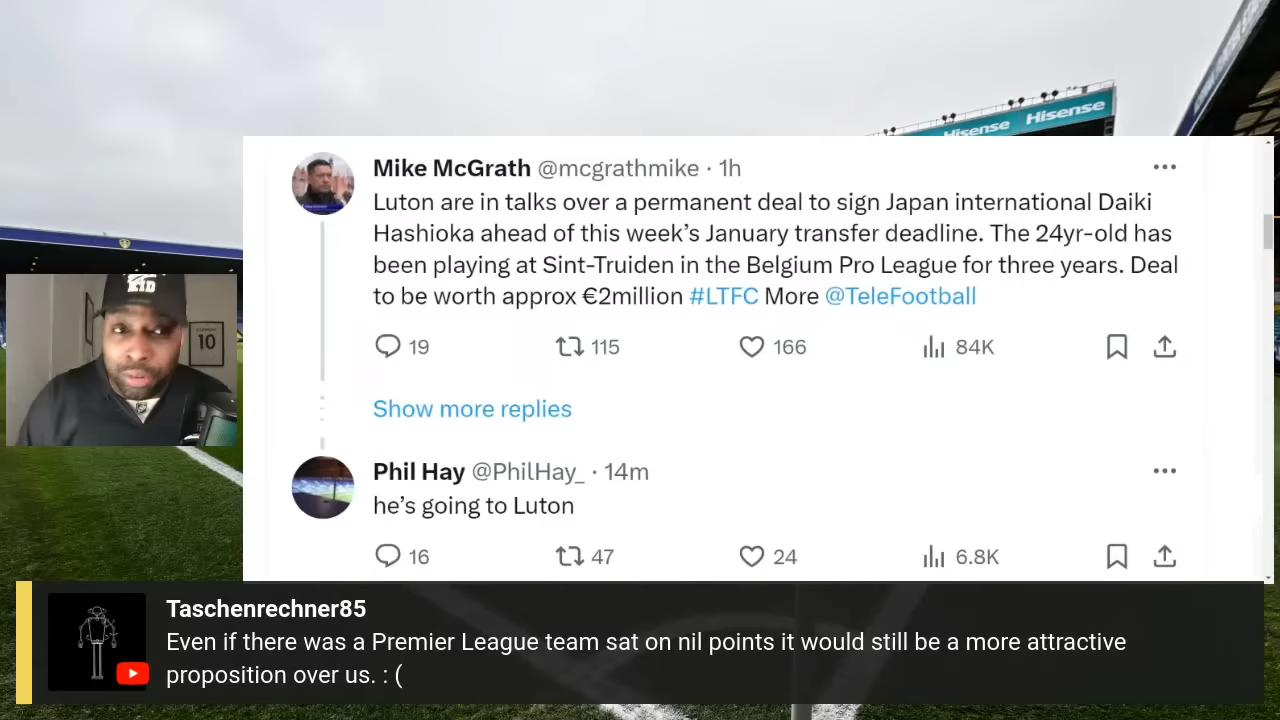 Hisense Hisense
Mike McGrath @mcgrathmike · 1h
Luton are in talks over a permanent deal to sign Japan international Daiki
Hashioka ahead of this week’s January transfer deadline. The 24yr-old has
been playing at Sint-Truiden in the Belgium Pro League for three years. Deal
to be worth approx €2million #LTFC More @TeleFootball
19 115 166 84K
Show more replies
Phil Hay @PhilHay_ · 14m
he’s going to Luton
16 47 24 6.8K
10
Taschenrechner85
Even if there was a Premier League team sat on nil points it would still be a more attractive
proposition over us. : (